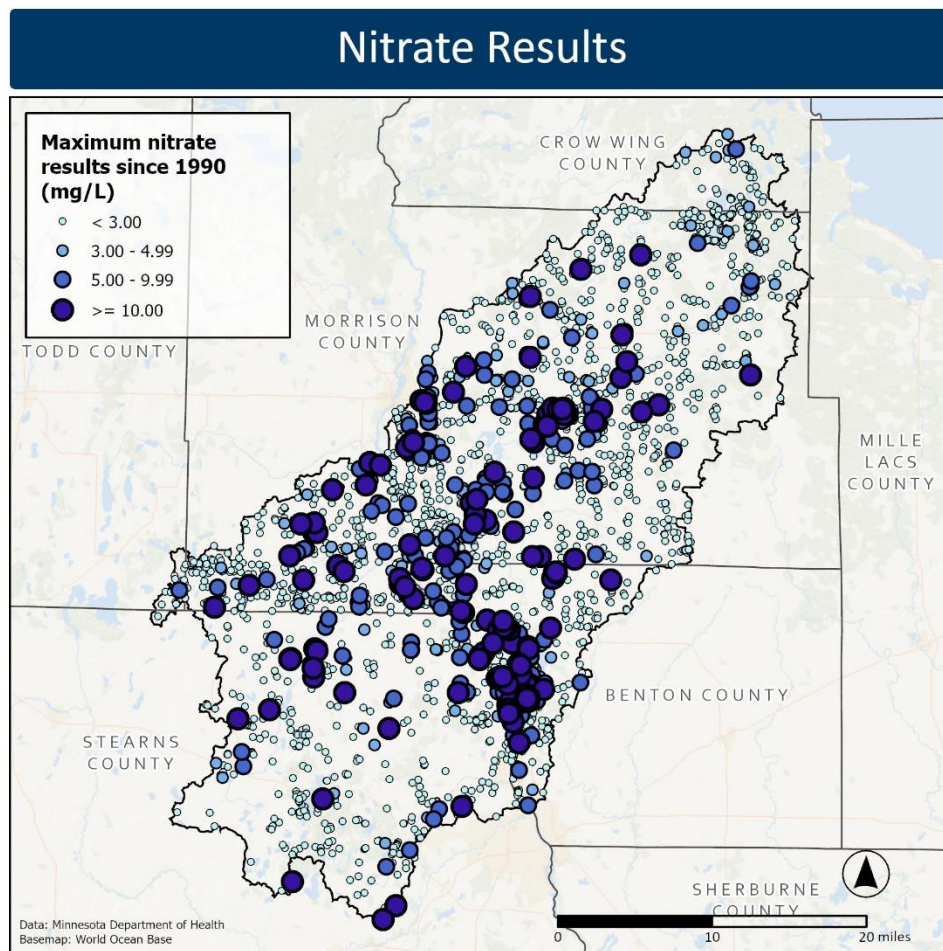 Nitrate Results
Maximum nitrate
results since 1990
(mg/L)
< 3.00
3.00 - 4.99
5.00 - 9.99
>= 10.00
CROW WING
COUNTY
MORRISON
COUNTY
TODD COUNTY
MILLE
LACS
COUNTY
BENTON COUNTY
STEARNS
COUNTY
SHERBURNE
COUNTY
Data: Minnesota Department of Health
Basemap: World Ocean Base
0 10 20 miles